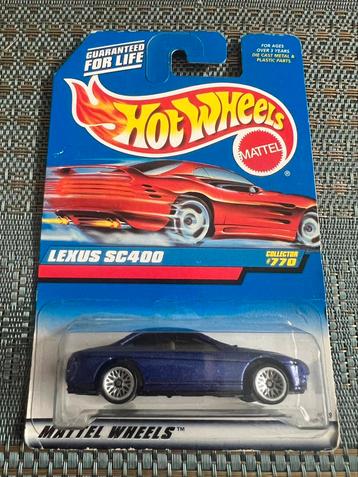 GUARANTEED
FOR LIFE
FOR AGES
OVER 3 YEARS
DIE CAST METAL &
PLASTIC PARTS
HOT WHEELS
MATTEL
®
LEXUS SC400
COLLECTOR
#770
MATTEL WHEELS™